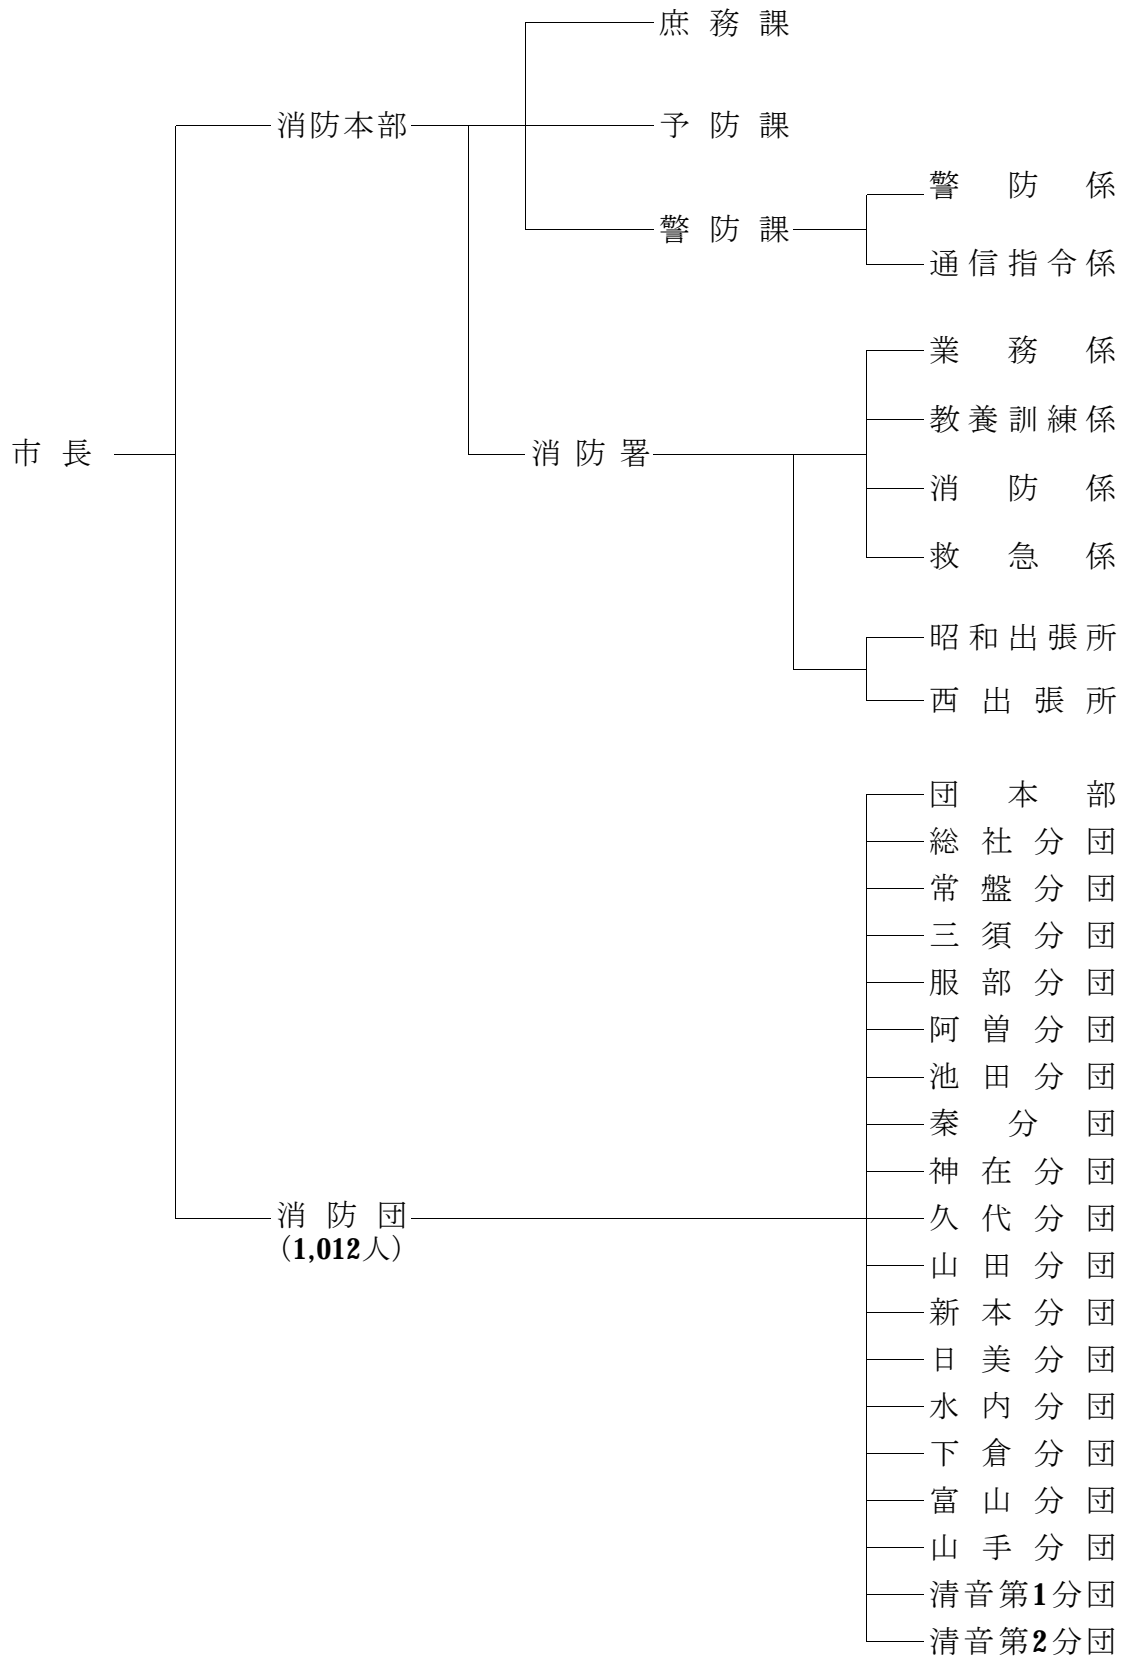 庶務課
消防本部
予防課
警防係
警防課
通信指令係
業務係
教養訓練係
市長
消防署
消防係
救急係
昭和出張所
西出張所
団本部
総社分団
常盤分団
三須分団
服部分団
阿曽分団
池田分団
秦分団
神在分団
消防団
(1,012人)
久代分団
山田分団
新本分団
日美分団
水内分団
下倉分団
富山分団
山手分団
清音第1分団
清音第2分団